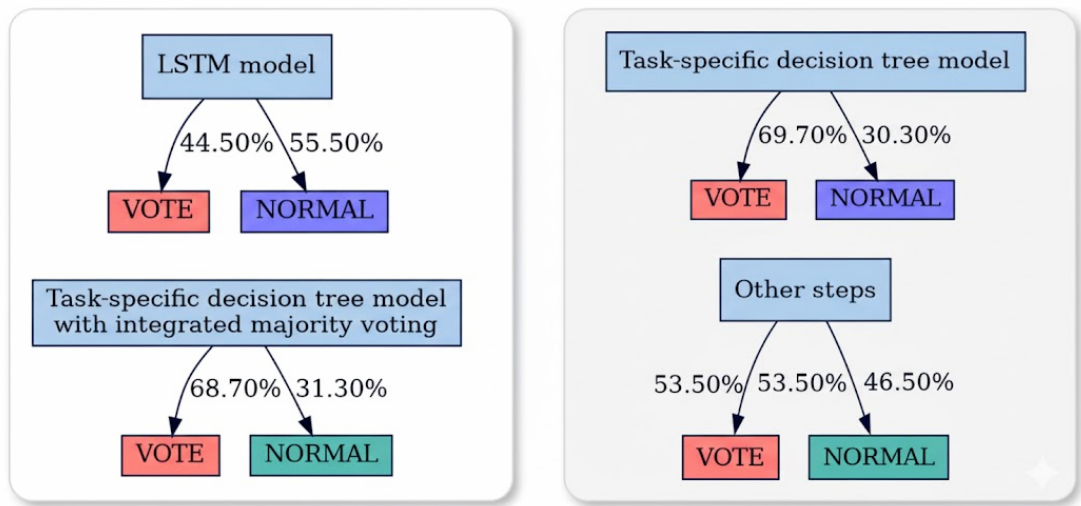 LSTM model
44.50% 55.50%
VOTE NORMAL
Task-specific decision tree model
with integrated majority voting
68.70% 31.30%
VOTE NORMAL
Task-specific decision tree model
69.70% 30.30%
VOTE NORMAL
Other steps
53.50% 53.50% 46.50%
VOTE NORMAL